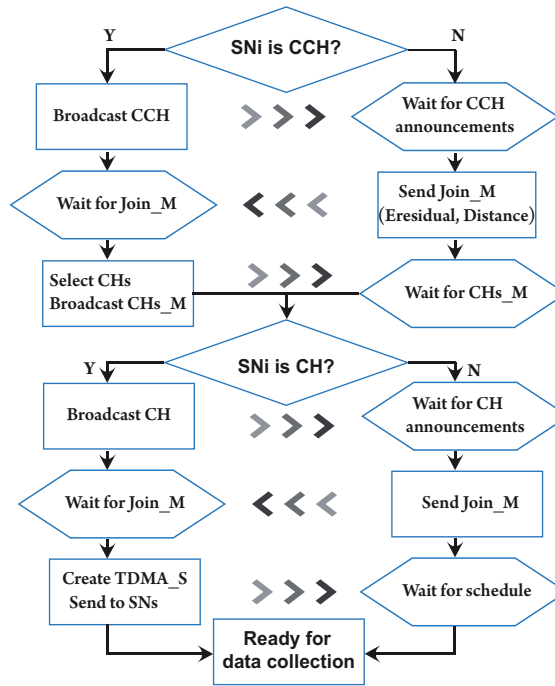 SNi is CCH?
Y
N
Broadcast CCH
Wait for CCH
announcements
Wait for Join_M
Send Join_M
(Eresidual, Distance)
Select CHs
Broadcast CHs_M
Wait for CHs_M
SNi is CH?
Y
N
Broadcast CH
Wait for CH
announcements
Wait for Join_M
Send Join_M
Create TDMA_S
Send to SNs
Wait for schedule
Ready for
data collection